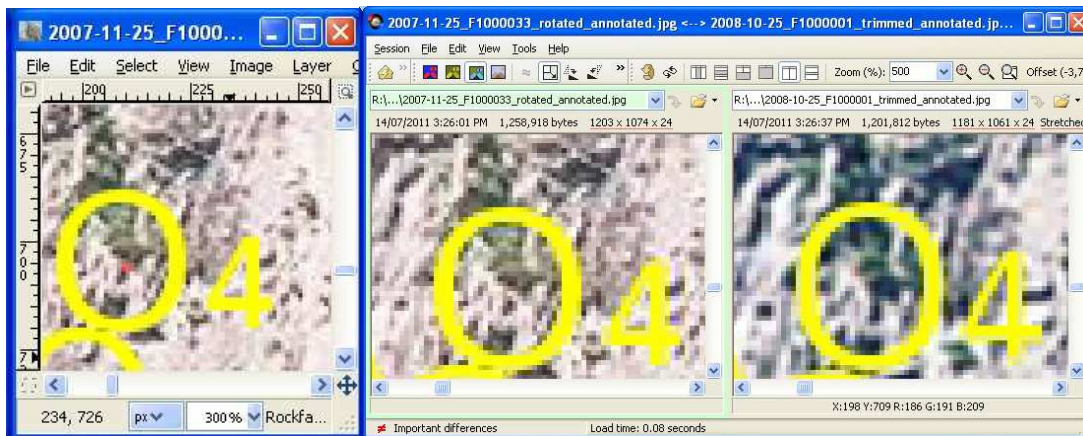 2007-11-25_F1000...
File Edit Select View Image Layer
200 225 250
675
700
4
234, 726 px 300% Rockfa...
2007-11-25_F1000033_rotated_annotated.jpg <--> 2008-10-25_F1000001_trimmed_annotated.jp...
Session File Edit View Tools Help
Zoom (%): 500 Offset (-3,7
R:\...\2007-11-25_F1000033_rotated_annotated.jpg
14/07/2011 3:26:01 PM 1,258,918 bytes 1203 x 1074 x 24
4
R:\...\2008-10-25_F1000001_trimmed_annotated.jpg
14/07/2011 3:26:37 PM 1,201,812 bytes 1181 x 1061 x 24 Stretched
4
X:198 Y:709 R:186 G:191 B:209
Important differences Load time: 0.08 seconds